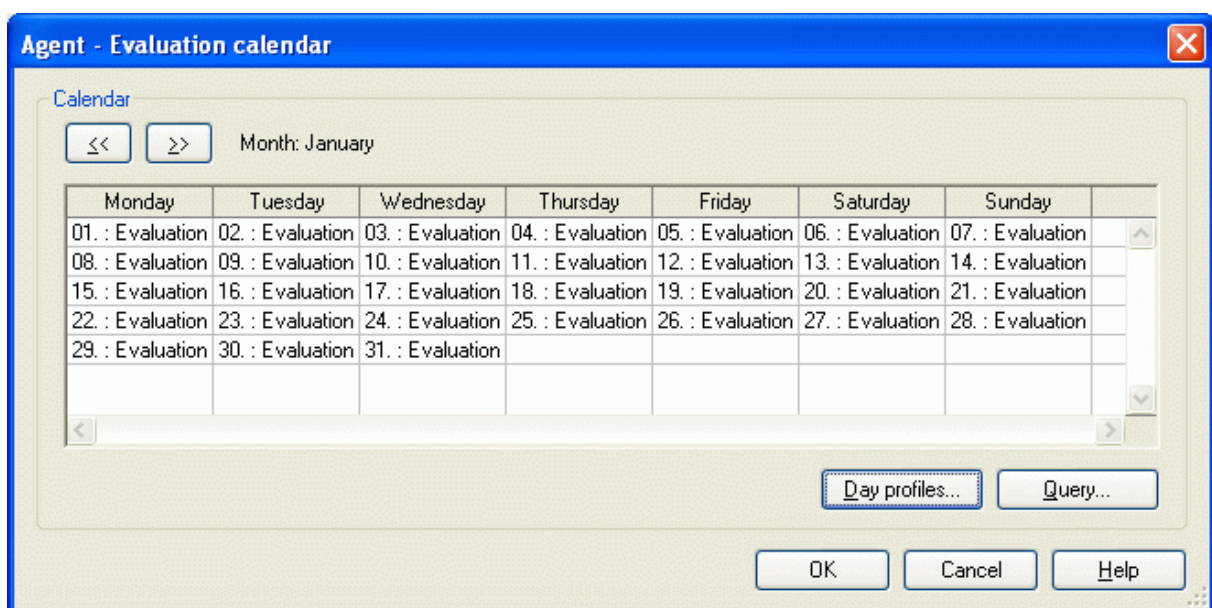 Agent - Evaluation calendar
Calendar
<< >> Month: January
Monday Tuesday Wednesday Thursday Friday Saturday Sunday
01. : Evaluation 02. : Evaluation 03. : Evaluation 04. : Evaluation 05. : Evaluation 06. : Evaluation 07. : Evaluation
08. : Evaluation 09. : Evaluation 10. : Evaluation 11. : Evaluation 12. : Evaluation 13. : Evaluation 14. : Evaluation
15. : Evaluation 16. : Evaluation 17. : Evaluation 18. : Evaluation 19. : Evaluation 20. : Evaluation 21. : Evaluation
22. : Evaluation 23. : Evaluation 24. : Evaluation 25. : Evaluation 26. : Evaluation 27. : Evaluation 28. : Evaluation
29. : Evaluation 30. : Evaluation 31. : Evaluation
Day profiles... Query...
OK Cancel Help